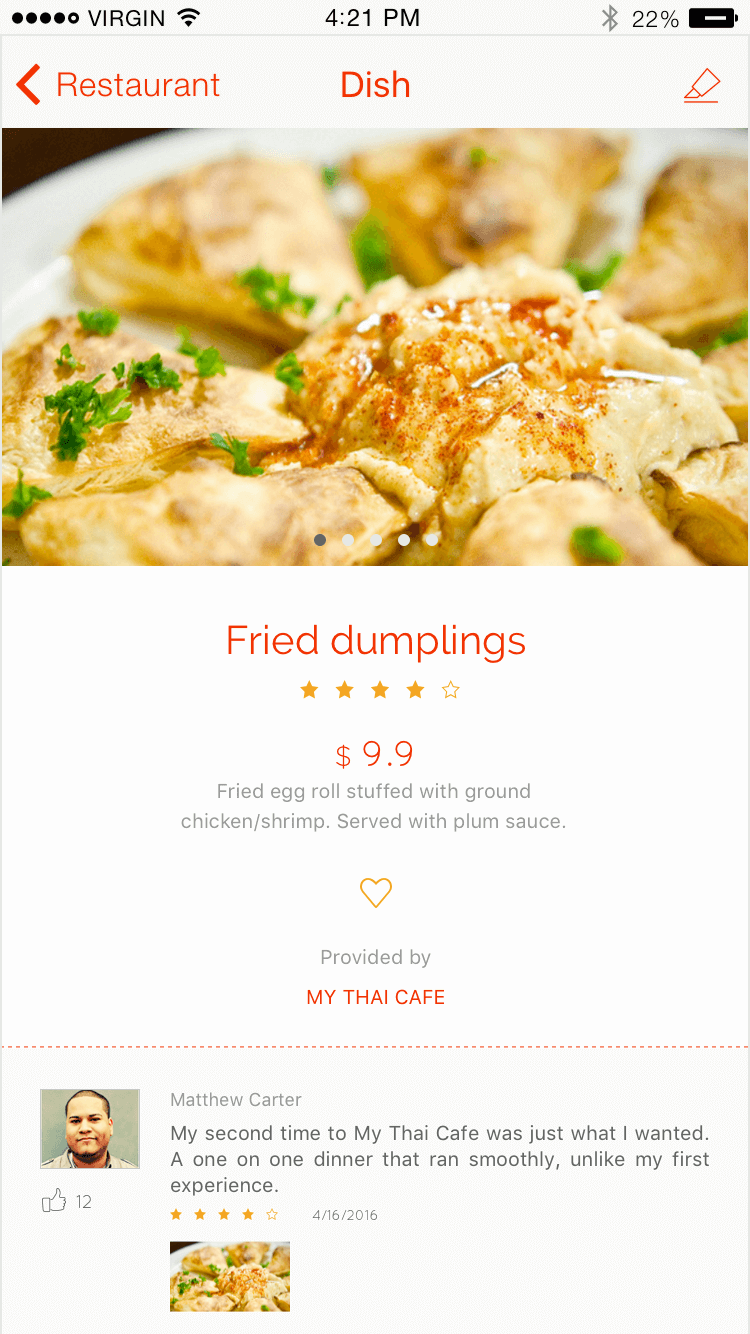 VIRGIN 4:21 PM 22%
Restaurant Dish
Fried dumplings
$ 9.9
Fried egg roll stuffed with ground
chicken/shrimp. Served with plum sauce.
Provided by
MY THAI CAFE
Matthew Carter
My second time to My Thai Cafe was just what I wanted.
A one on one dinner that ran smoothly, unlike my first
experience.
12
4/16/2016